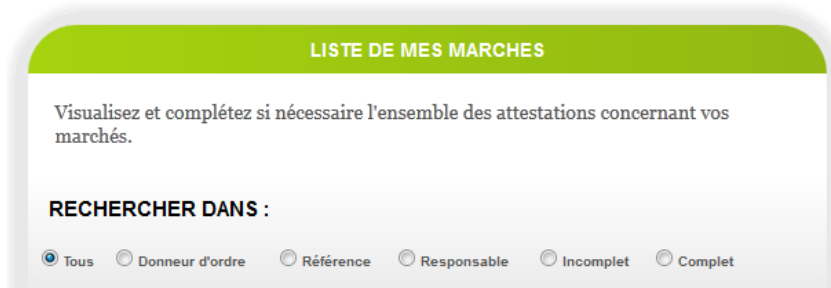 LISTE DE MES MARCHES
Visualisez et complétez si nécessaire l'ensemble des attestations concernant vos
marchés.
RECHERCHER DANS :
Tous Donneur d'ordre Référence Responsable Incomplet Complet